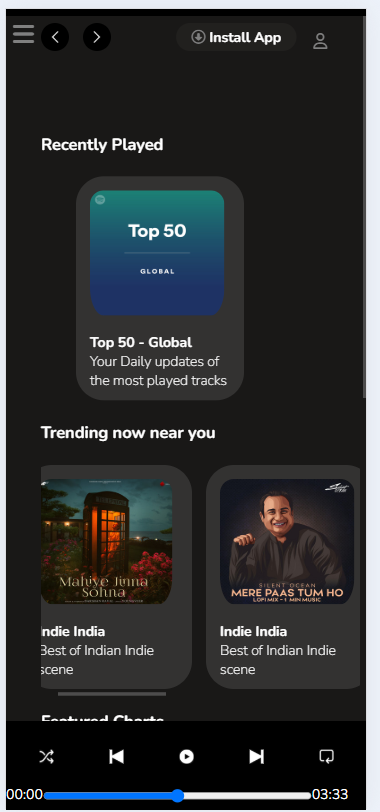 Install App
Recently Played
Top 50
GLOBAL
Top 50 - Global
Your Daily updates of
the most played tracks
Trending now near you
Mahiye Jinna
Sohna
SILENT OCEAN
MERE PAAS TUM HO
LOFI MIX - 1 MIN MUSIC
Indie India
Best of Indian Indie
scene
Indie India
Best of Indian Indie
scene
Featured Charts
00:00
03:33